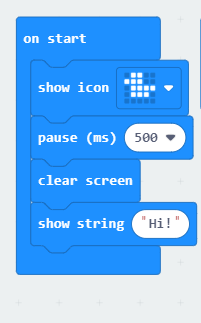 on start
show icon
pause (ms) 500
clear screen
show string "Hi!"